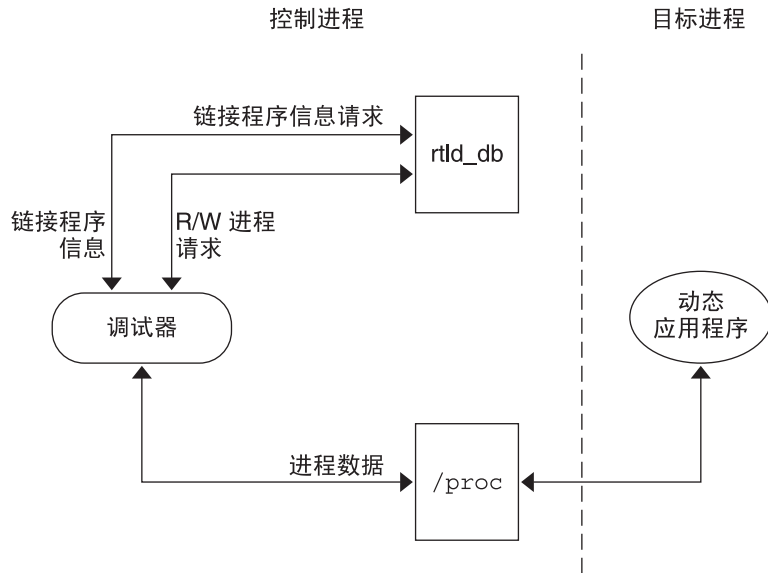 控制进程
目标进程
链接程序信息请求
rtld_db
链接程序
信息
R/W 进程
请求
调试器
动态
应用程序
进程数据
/proc